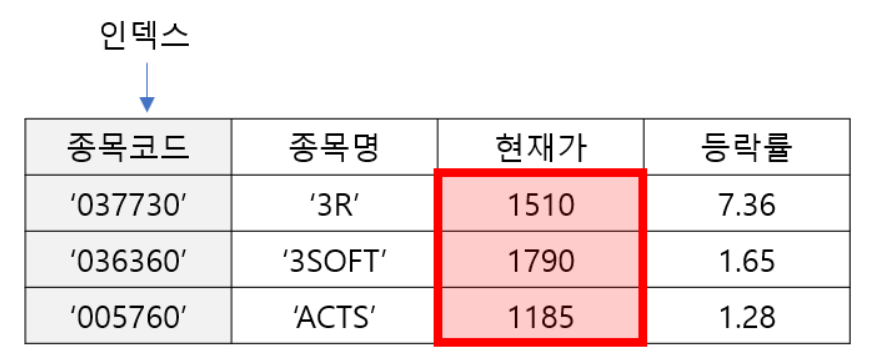 인덱스
종목코드 종목명 현재가 등락률
‘037730’ ‘3R’ 1510 7.36
‘036360’ ‘3SOFT’ 1790 1.65
‘005760’ ‘ACTS’ 1185 1.28